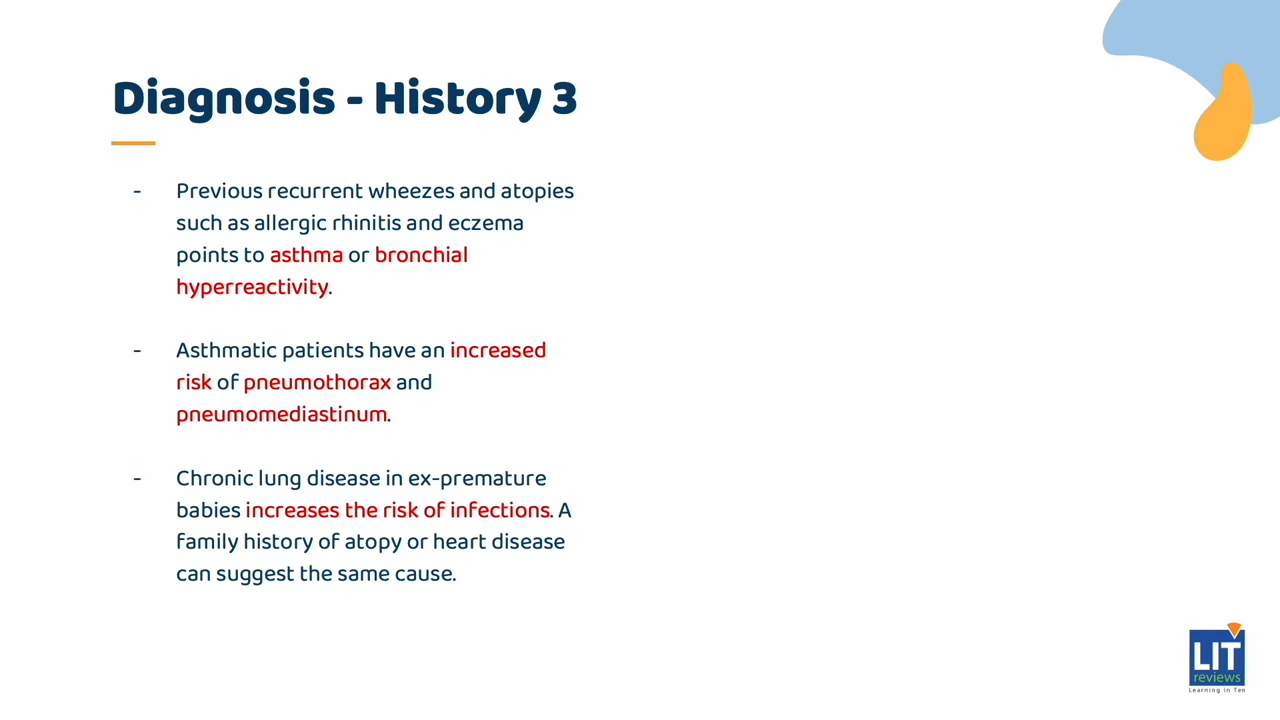 Diagnosis - History 3
- Previous recurrent wheezes and atopies
such as allergic rhinitis and eczema
points to asthma or bronchial
hyperreactivity.
- Asthmatic patients have an increased
risk of pneumothorax and
pneumomediastinum.
- Chronic lung disease in ex-premature
babies increases the risk of infections. A
family history of atopy or heart disease
can suggest the same cause.
LIT
reviews
Learning in Ten